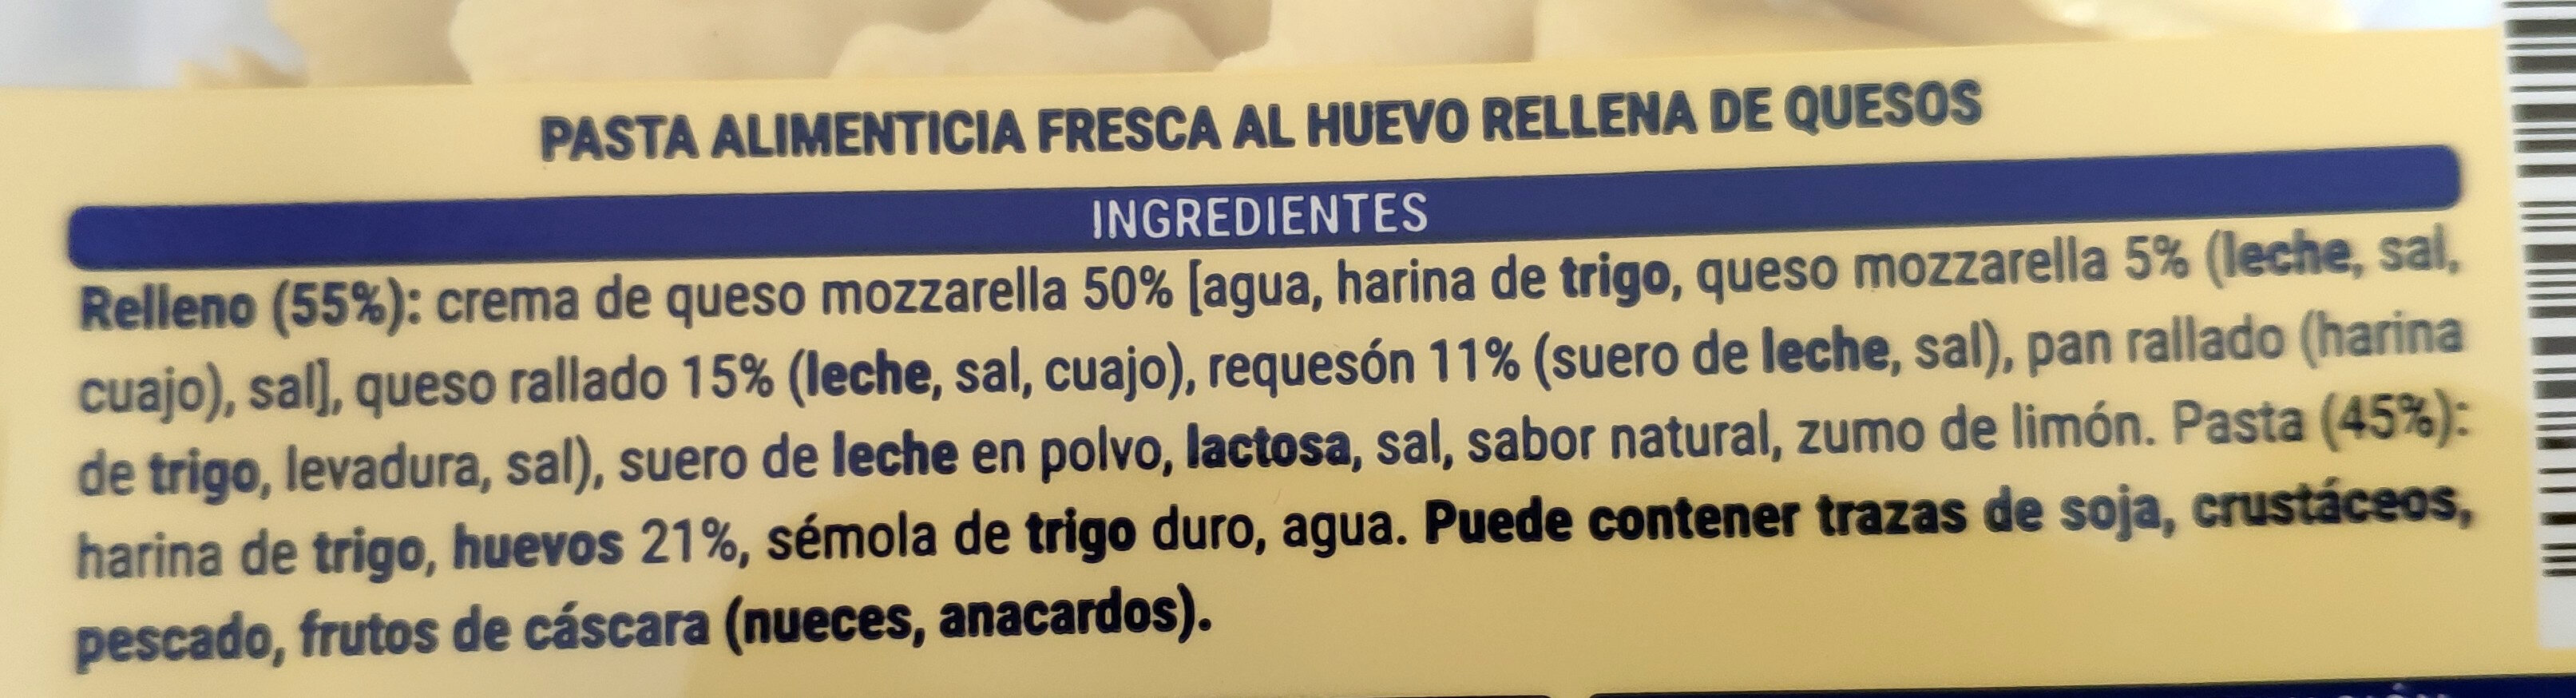 PASTA ALIMENTICIA FRESCA AL HUEVO RELLENA DE QUESOS
INGREDIENTES
Relleno (55%): crema de queso mozzarella 50% [agua, harina de trigo, queso mozzarella 5% (leche, sal,
cuajo), sal], queso rallado 15% (leche, sal, cuajo), requesón 11% (suero de leche, sal), pan rallado (harina
de trigo, levadura, sal), suero de leche en polvo, lactosa, sal, sabor natural, zumo de limón. Pasta (45%):
harina de trigo, huevos 21%, sémola de trigo duro, agua. Puede contener trazas de soja, crustáceos,
pescado, frutos de cáscara (nueces, anacardos).